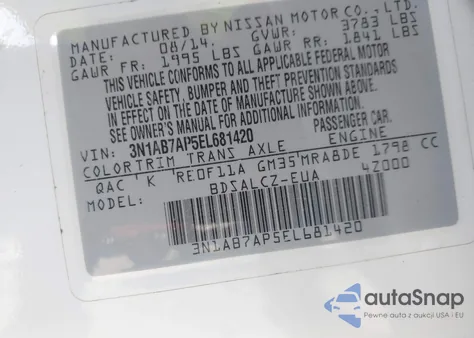 MANUFACTURED BY NISSAN MOTOR CO., LTD.
DATE: 08/14. GVWR: 3783 LBS
GAWR FR: 1995 LBS GAWR RR: 1841 LBS
THIS VEHICLE CONFORMS TO ALL APPLICABLE FEDERAL MOTOR
VEHICLE SAFETY, BUMPER AND THEFT PREVENTION STANDARDS
IN EFFECT ON THE DATE OF MANUFACTURE SHOWN ABOVE.
SEE OWNER'S MANUAL FOR ADDITIONAL INFORMATION.
VIN: 3N1AB7AP5EL681420 PASSENGER CAR.
COLOR TRIM TRANS AXLE ENGINE
QAC K RE0F11A GM35 MRA8DE 1798 CC
MODEL: BDSALCZ-EUA 4Z000
3N1AB7AP5EL681420
autoSnap
Pewne auta z aukcji USA i EU